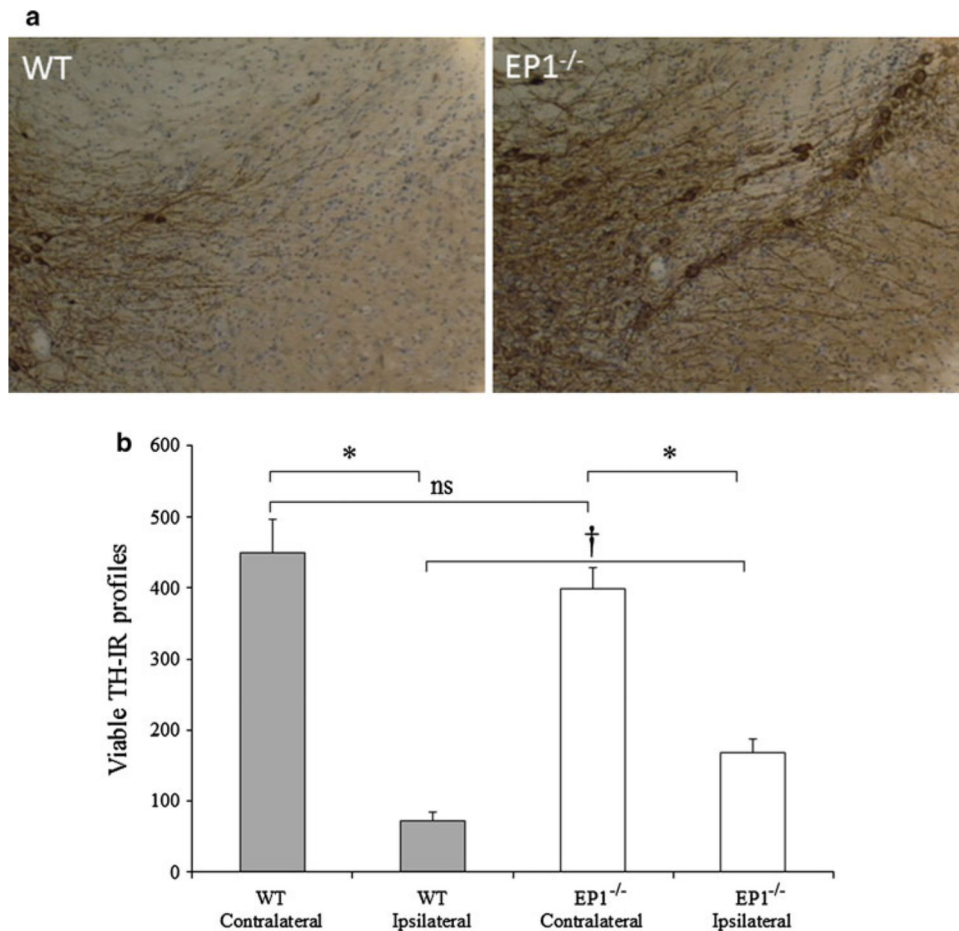 a
WT
EP1-/-
b
600
500
400
300
200
100
0
Viable TH-IR profiles
*
*
ns
†
WT
Contralateral
WT
Ipsilateral
EP1-/-
Contralateral
EP1-/-
Ipsilateral